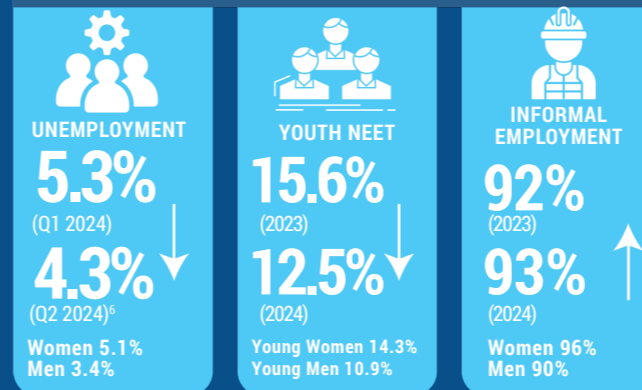 UNEMPLOYMENT
5.3%
(Q1 2024)
4.3%
(Q2 2024)⁶
Women 5.1%
Men 3.4%
YOUTH NEET
15.6%
(2023)
12.5%
(2024)
Young Women 14.3%
Young Men 10.9%
INFORMAL
EMPLOYMENT
92%
(2023)
93%
(2024)
Women 96%
Men 90%